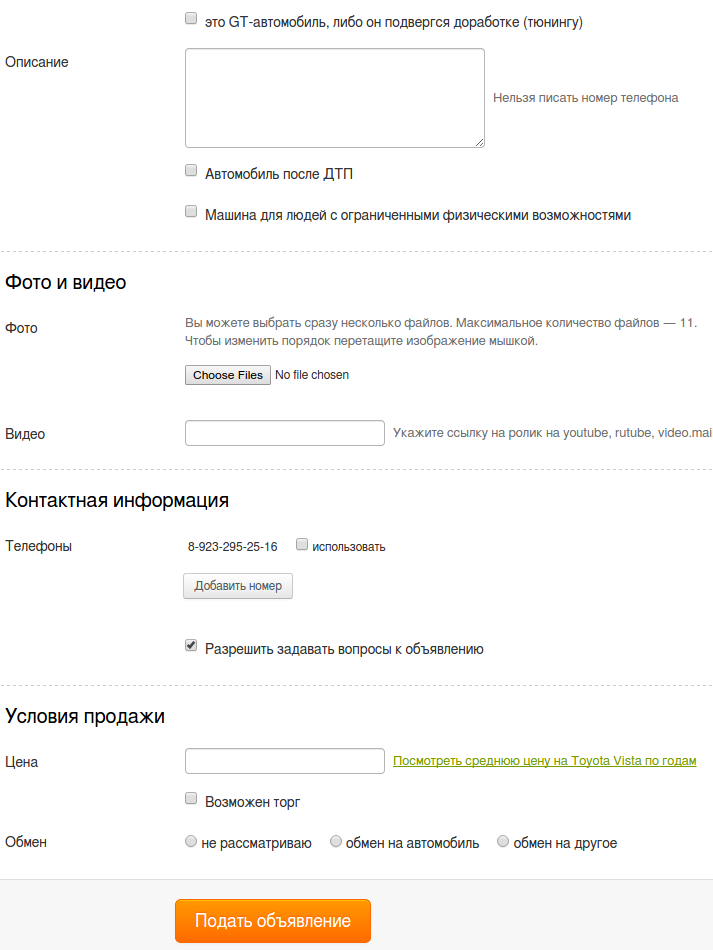 это GT-автомобиль, либо он подвергся доработке (тюнингу)
Описание
Нельзя писать номер телефона
Автомобиль после ДТП
Машина для людей с ограниченными физическими возможностями
Фото и видео
Фото
Вы можете выбрать сразу несколько файлов. Максимальное количество файлов — 11.
Чтобы изменить порядок перетащите изображение мышкой.
Choose Files No file chosen
Видео
Укажите ссылку на ролик на youtube, rutube, video.mai
Контактная информация
Телефоны 8-923-295-25-16 использовать
Добавить номер
Разрешить задавать вопросы к объявлению
Условия продажи
Цена Посмотреть среднюю цену на Toyota Vista по годам
Возможен торг
Обмен не рассматриваю обмен на автомобиль обмен на другое
Подать объявление